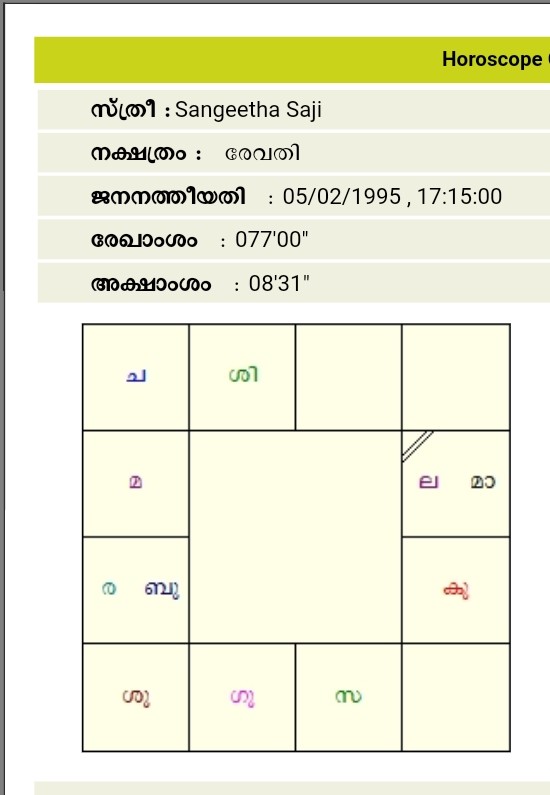 Horoscope
സ്ത്രീ : Sangeetha Saji
നക്ഷത്രം : രേവതി
ജനനത്തീയതി : 05/02/1995 , 17:15:00
രേഖാംശം : 077'00"
അക്ഷാംശം : 08'31"
ച ശി
മ ല മാ
ര ബു കു
ശു ഗു സ